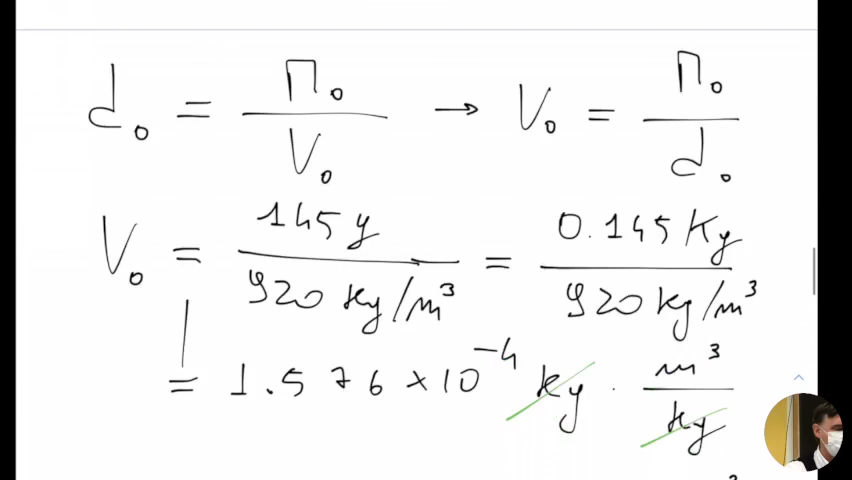 d₀ = M₀/V₀ → V₀ = M₀/d₀
V₀ = 145 g / 920 kg/m³ = 0.145 Kg / 920 kg/m³
= 1.576 × 10⁻⁴ kg · m³/kg